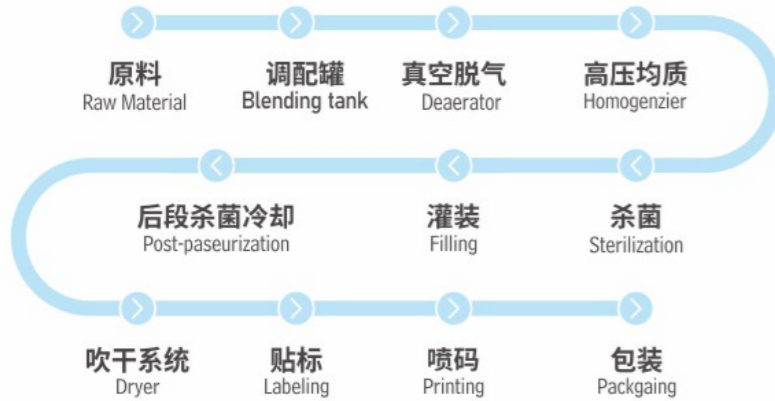 原料
Raw Material
调配罐
Blending tank
真空脱气
Deaerator
高压均质
Homogenzier
杀菌
Sterilization
灌装
Filling
后段杀菌冷却
Post-paseurization
吹干系统
Dryer
贴标
Labeling
喷码
Printing
包装
Packgaing